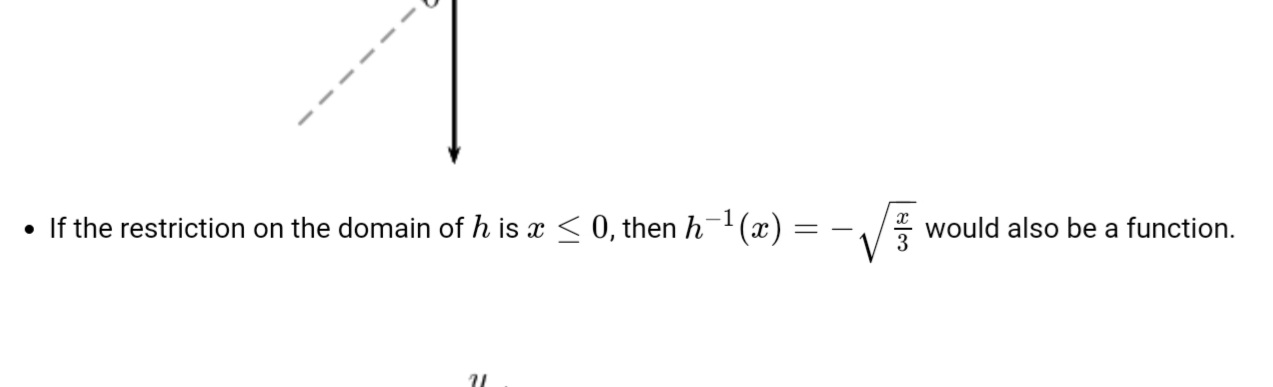 • If the restriction on the domain of h is x ≤ 0, then h⁻¹(x) = −√(x/3) would also be a function.
y